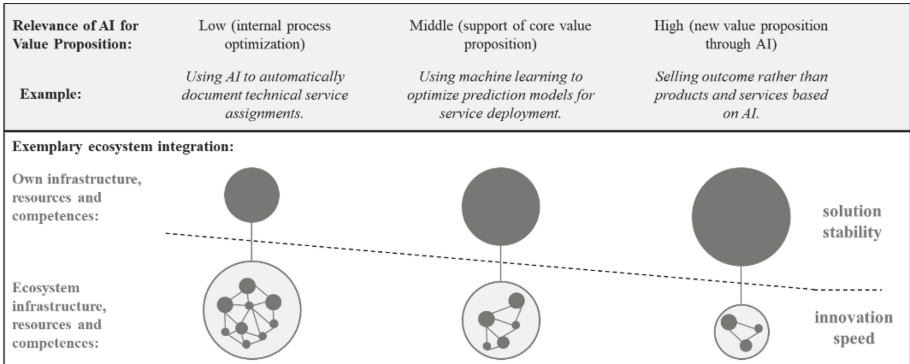 Relevance of AI for
Value Proposition:
Low (internal process
optimization)
Middle (support of core value
proposition)
High (new value proposition
through AI)
Example:
Using AI to automatically
document technical service
assignments.
Using machine learning to
optimize prediction models for
service deployment.
Selling outcome rather than
products and services based
on AI.
Exemplary ecosystem integration:
Own infrastructure,
resources and
competences:
solution
stability
Ecosystem
infrastructure,
resources and
competences:
innovation
speed